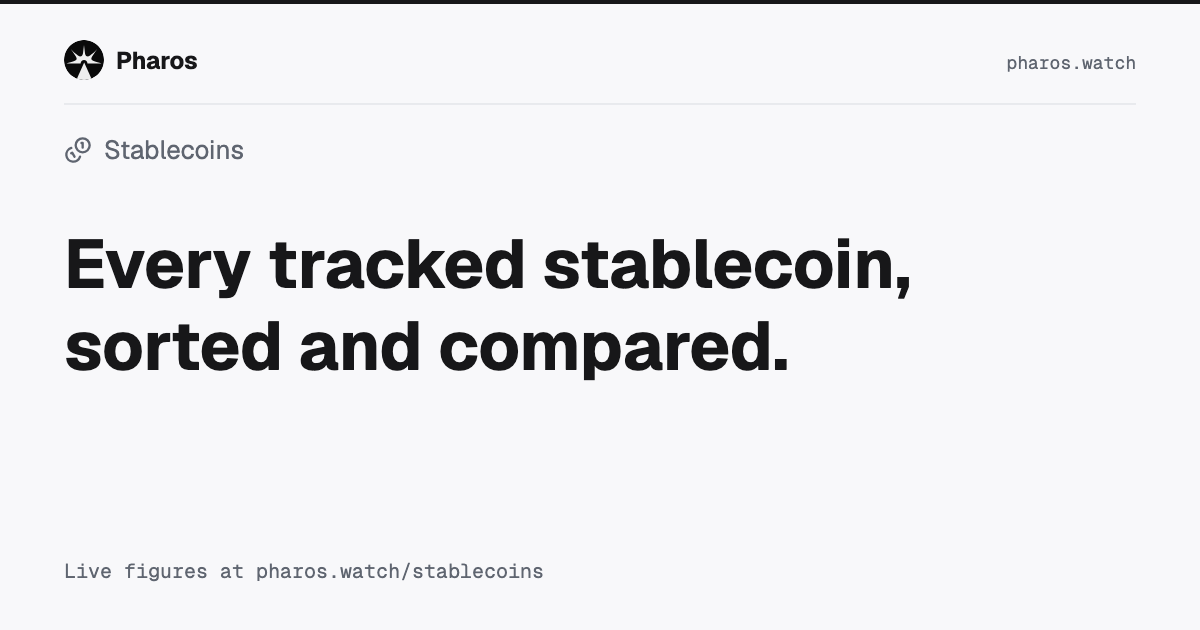 Pharos
pharos.watch
Stablecoins
Every tracked stablecoin,
sorted and compared.
Live figures at pharos.watch/stablecoins